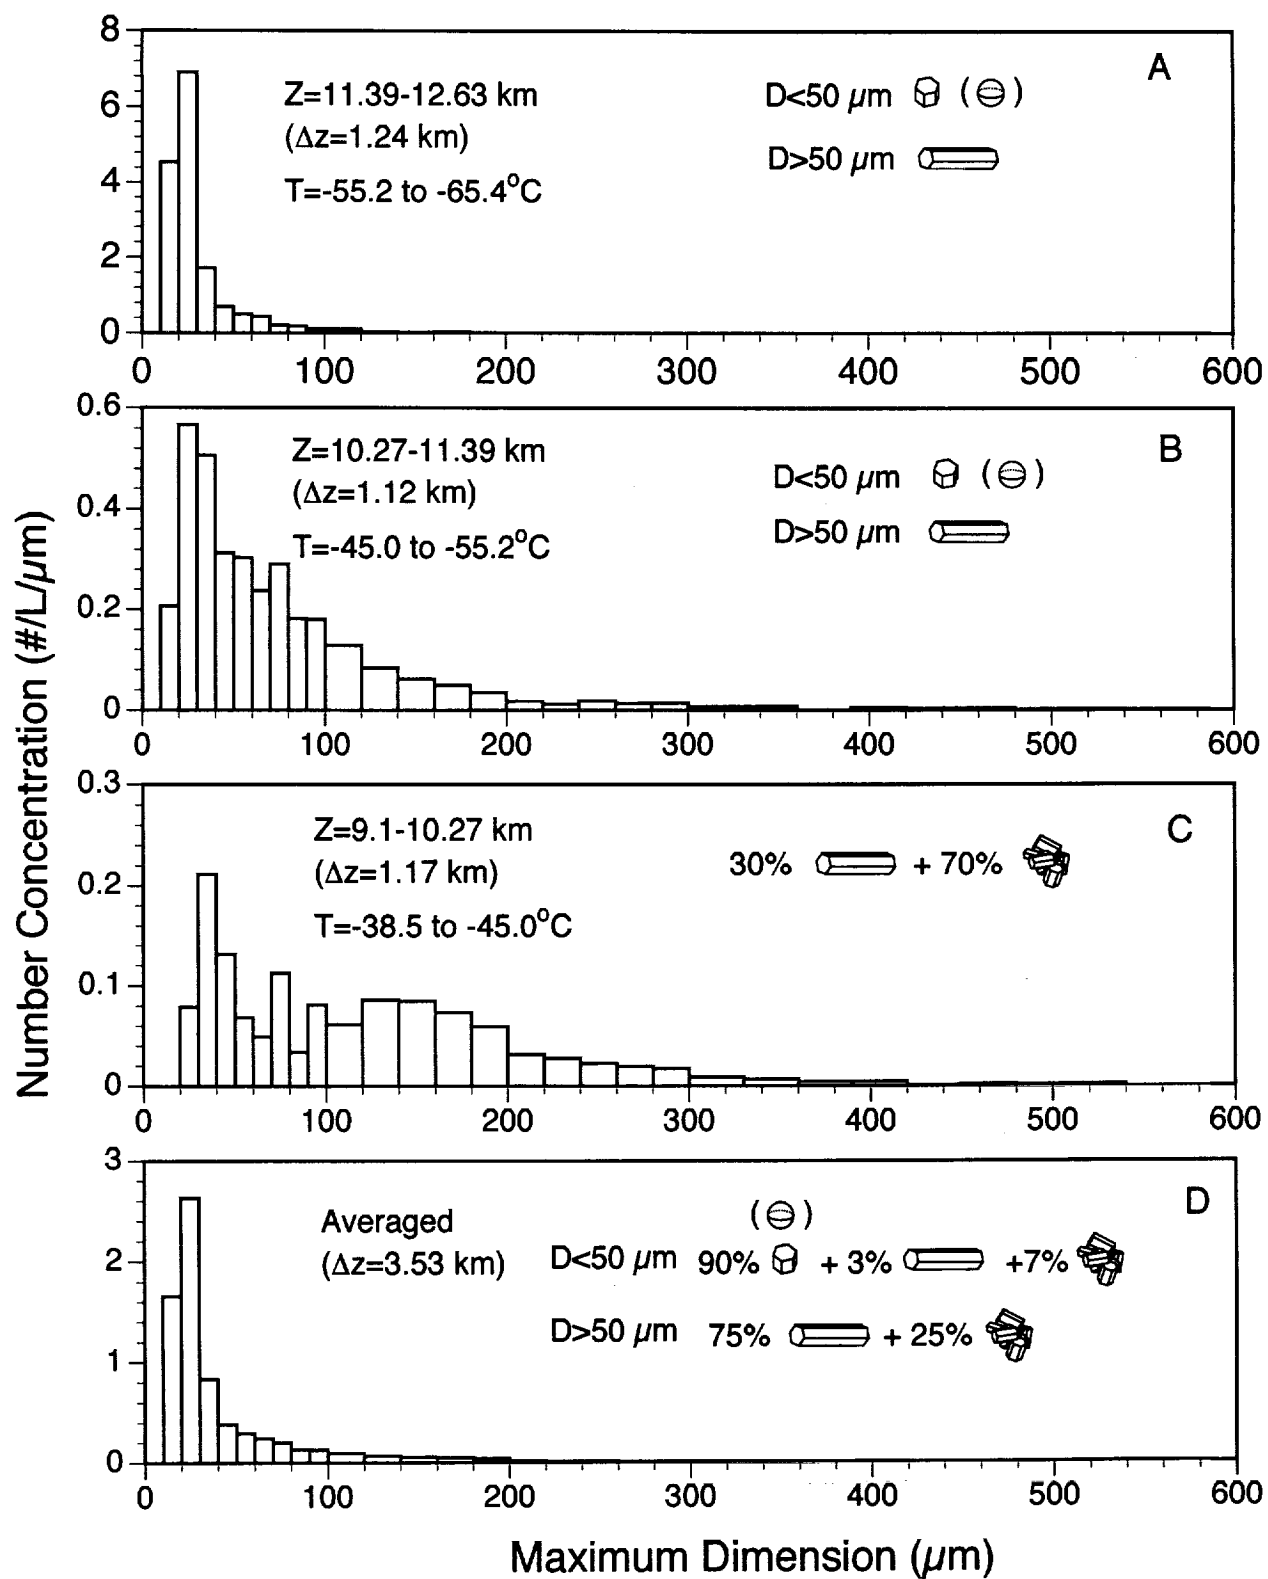 Number Concentration (#/L/µm)
8
6
4
2
0
Z=11.39-12.63 km
(Δz=1.24 km)
T=-55.2 to -65.4°C
D<50 µm ( )
D>50 µm
A
0 100 200 300 400 500 600
0.6
0.4
0.2
0
Z=10.27-11.39 km
(Δz=1.12 km)
T=-45.0 to -55.2°C
D<50 µm ( )
D>50 µm
B
0 100 200 300 400 500 600
0.3
0.2
0.1
0
Z=9.1-10.27 km
(Δz=1.17 km)
T=-38.5 to -45.0°C
30% + 70%
C
0 100 200 300 400 500 600
3
2
1
0
Averaged
(Δz=3.53 km)
( )
D<50 µm 90% + 3% +7%
D>50 µm 75% + 25%
D
0 100 200 300 400 500 600
Maximum Dimension (µm)